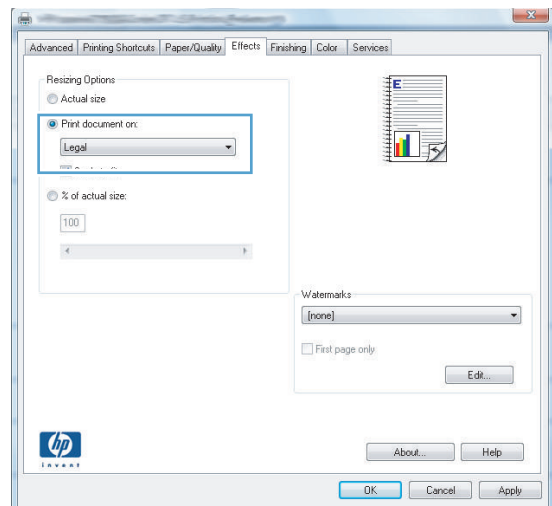 Advanced Printing Shortcuts Paper/Quality Effects Finishing Color Services
Resizing Options
Actual size
Print document on:
Legal
% of actual size:
100
E
Watermarks
[none]
First page only
Edit...
hp
invent
About... Help
OK Cancel Apply